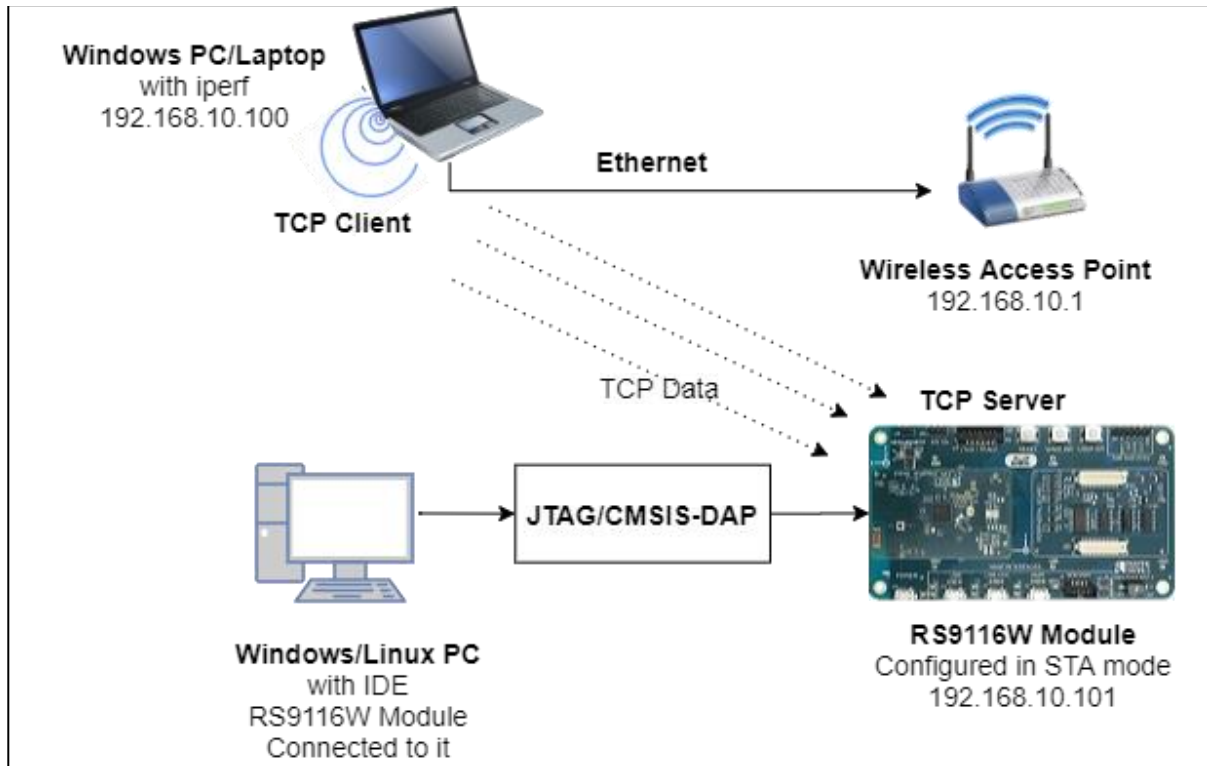 Windows PC/Laptop
with iperf
192.168.10.100
TCP Client
Ethernet
Wireless Access Point
192.168.10.1
TCP Data
TCP Server
JTAG/CMSIS-DAP
Windows/Linux PC
with IDE
RS9116W Module
Connected to it
RS9116W Module
Configured in STA mode
192.168.10.101